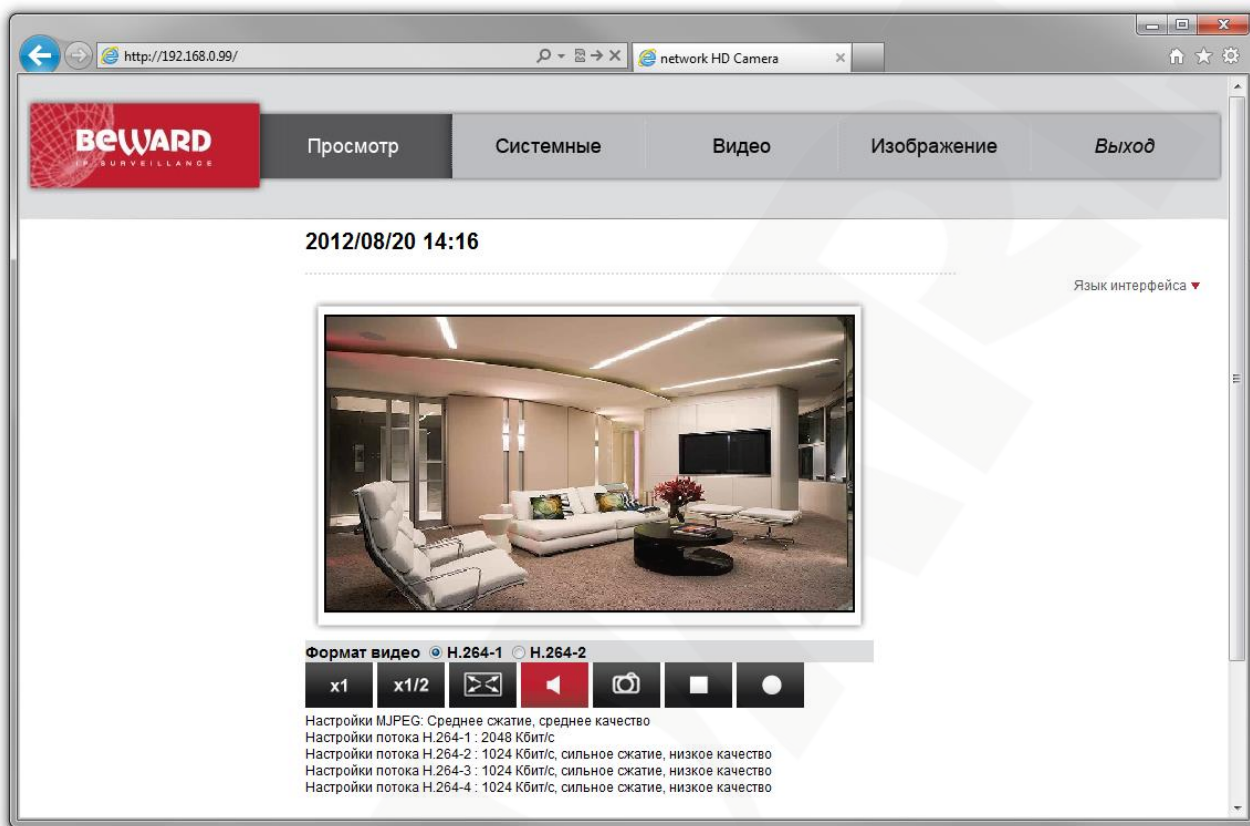 http://192.168.0.99/
network HD Camera
BEWARD
IP SURVEILLANCE
Просмотр
Системные
Видео
Изображение
Выход
2012/08/20 14:16
Язык интерфейса
Формат видео H.264-1 H.264-2
x1
x1/2
Настройки MJPEG: Среднее сжатие, среднее качество
Настройки потока H.264-1 : 2048 Кбит/с
Настройки потока H.264-2 : 1024 Кбит/с, сильное сжатие, низкое качество
Настройки потока H.264-3 : 1024 Кбит/с, сильное сжатие, низкое качество
Настройки потока H.264-4 : 1024 Кбит/с, сильное сжатие, низкое качество